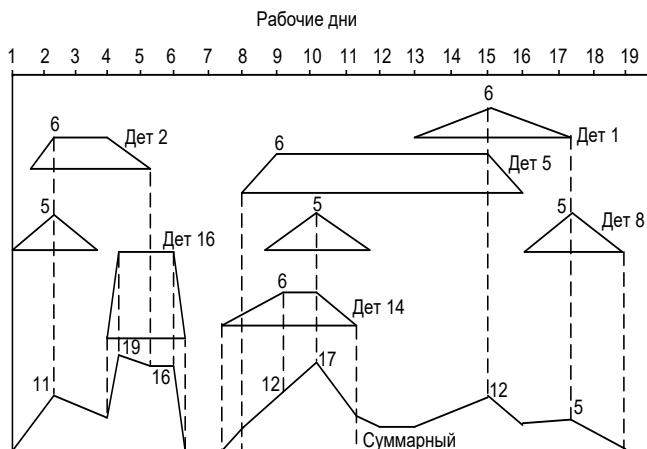 Рабочие дни
1 2 3 4 5 6 7 8 9 10 11 12 13 14 15 16 17 18 19
6
6 Дет 2 Дет 1
6
Дет 5
5 5 5
Дет 16 Дет 8
6
Дет 14
19 17
16
11 12 12
5
Суммарный